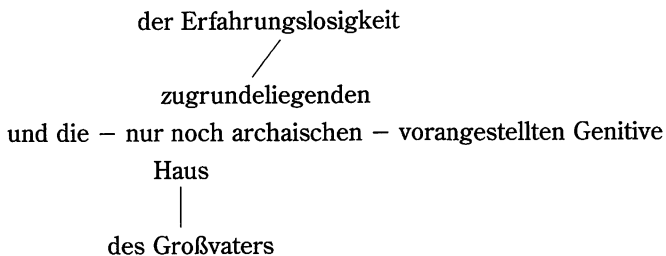 der Erfahrungslosigkeit
zugrundeliegenden
und die – nur noch archaischen – vorangestellten Genitive
Haus
des Großvaters